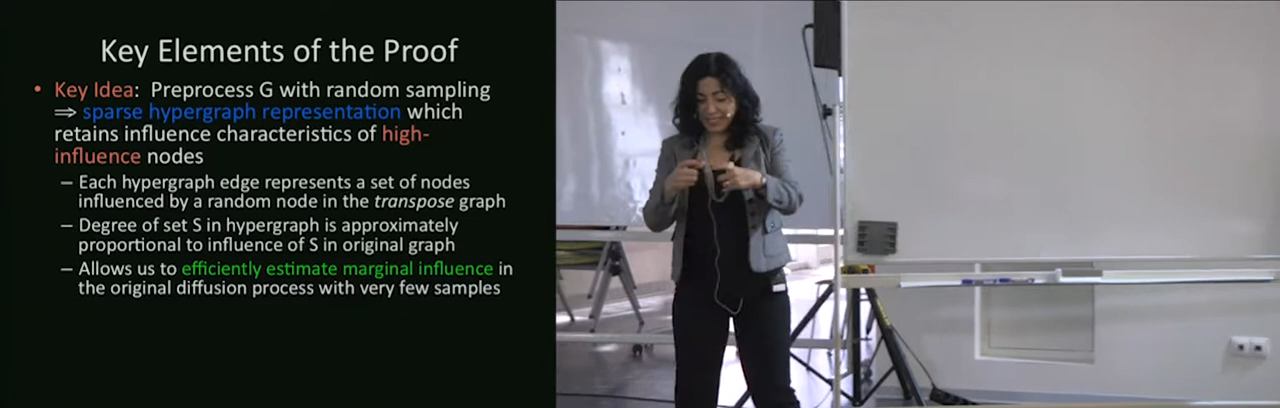 Key Elements of the Proof
• Key Idea: Preprocess G with random sampling
⇒ sparse hypergraph representation which
retains influence characteristics of high-
influence nodes
– Each hypergraph edge represents a set of nodes
influenced by a random node in the transpose graph
– Degree of set S in hypergraph is approximately
proportional to influence of S in original graph
– Allows us to efficiently estimate marginal influence in
the original diffusion process with very few samples